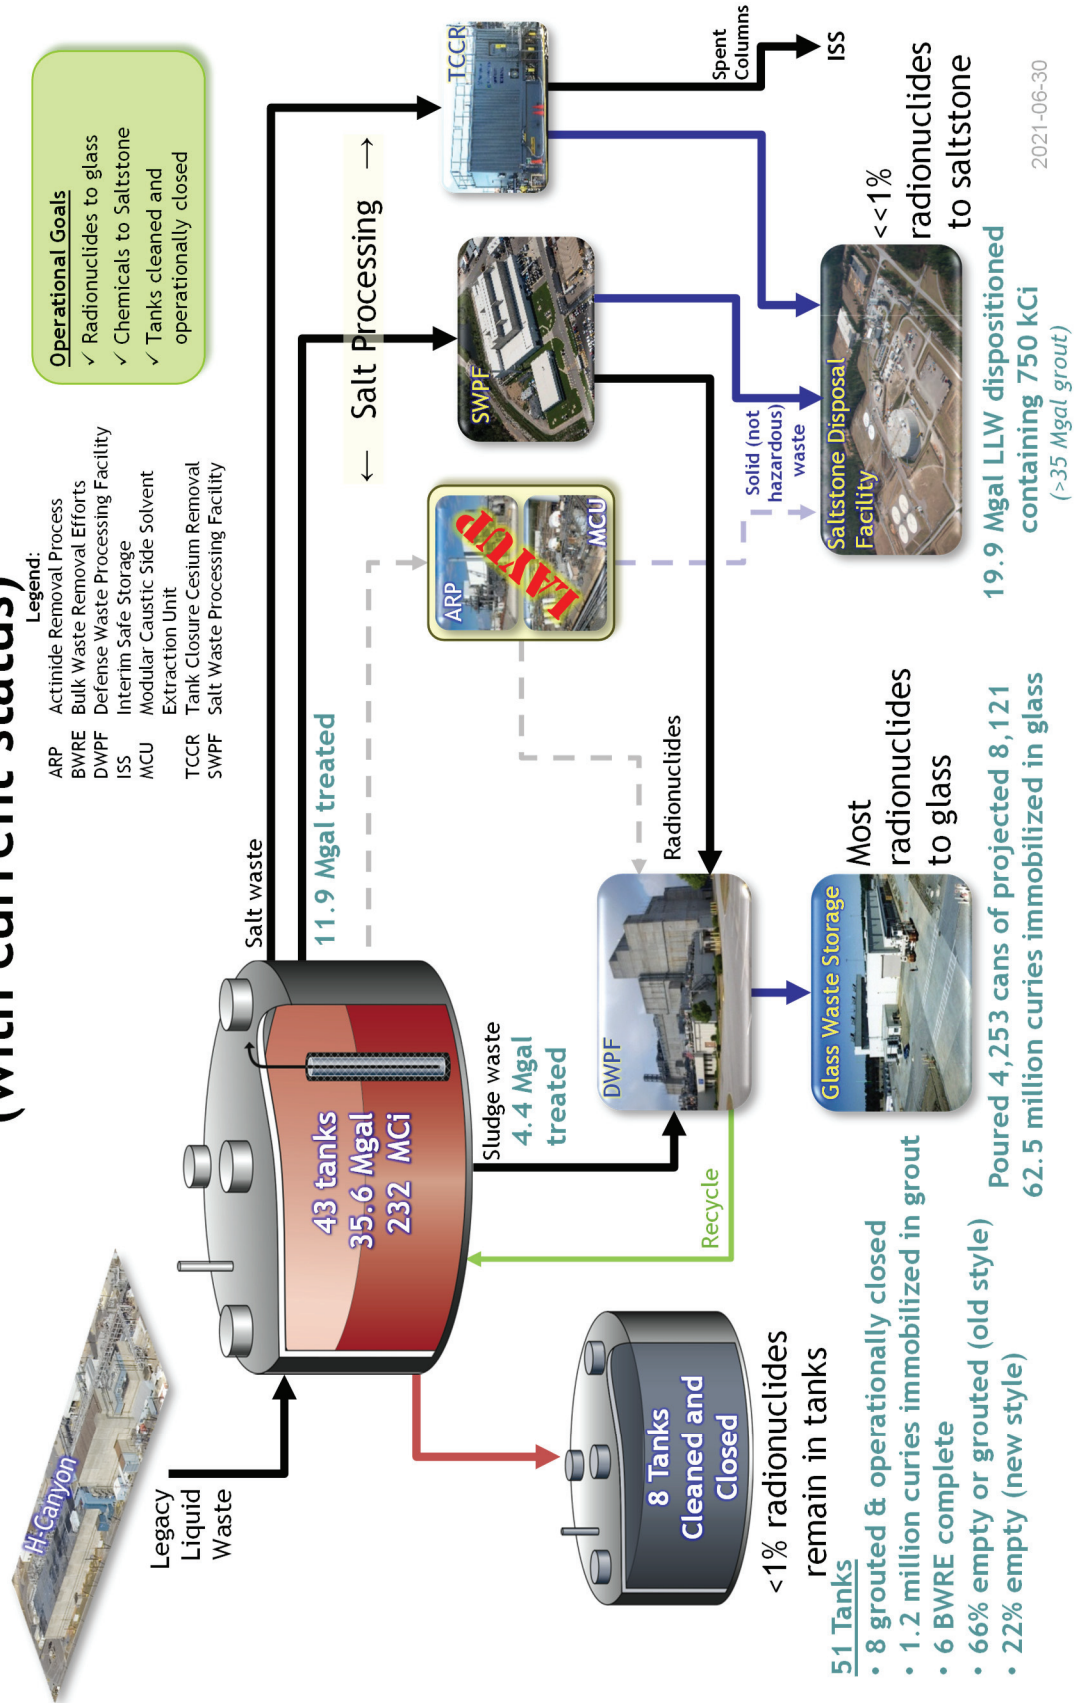 (with current status)
Legend:
ARP Actinide Removal Process
BWRE Bulk Waste Removal Efforts
DWPF Defense Waste Processing Facility
ISS Interim Safe Storage
MCU Modular Caustic Side Solvent
Extraction Unit
TCCR Tank Closure Cesium Removal
SWPF Salt Waste Processing Facility
Operational Goals
✓ Radionuclides to glass
✓ Chemicals to Saltstone
✓ Tanks cleaned and
operationally closed
H-Canyon
Legacy
Liquid
Waste
43 tanks
35.6 Mgal
232 MCi
Salt waste
11.9 Mgal treated
← Salt Processing →
ARP
MCU
LAYUP
SWPF
TCCR
Spent
Columns
ISS
Sludge waste
4.4 Mgal
treated
Recycle
DWPF
Radionuclides
Solid (not
hazardous)
waste
8 Tanks
Cleaned and
Closed
<1% radionuclides
remain in tanks
Glass Waste Storage
Most
radionuclides
to glass
Saltstone Disposal
Facility
<<1%
radionuclides
to saltstone
51 Tanks
• 8 grouted & operationally closed
• 1.2 million curies immobilized in grout
• 6 BWRE complete
• 66% empty or grouted (old style)
• 22% empty (new style)
Poured 4,253 cans of projected 8,121
62.5 million curies immobilized in glass
19.9 Mgal LLW dispositioned
containing 750 kCi
(>35 Mgal grout)
2021-06-30